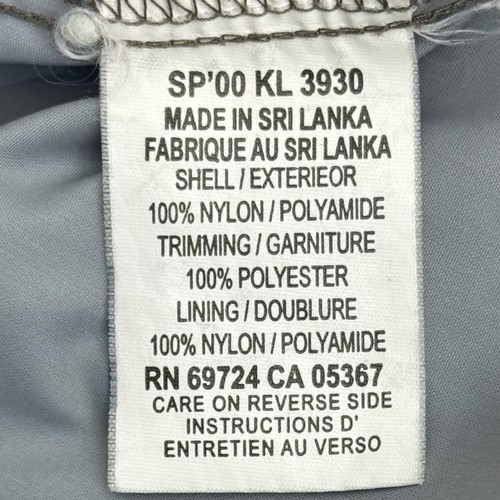 SP'00 KL 3930
MADE IN SRI LANKA
FABRIQUE AU SRI LANKA
SHELL / EXTERIEOR
100% NYLON / POLYAMIDE
TRIMMING / GARNITURE
100% POLYESTER
LINING / DOUBLURE
100% NYLON / POLYAMIDE
RN 69724 CA 05367
CARE ON REVERSE SIDE
INSTRUCTIONS D'
ENTRETIEN AU VERSO